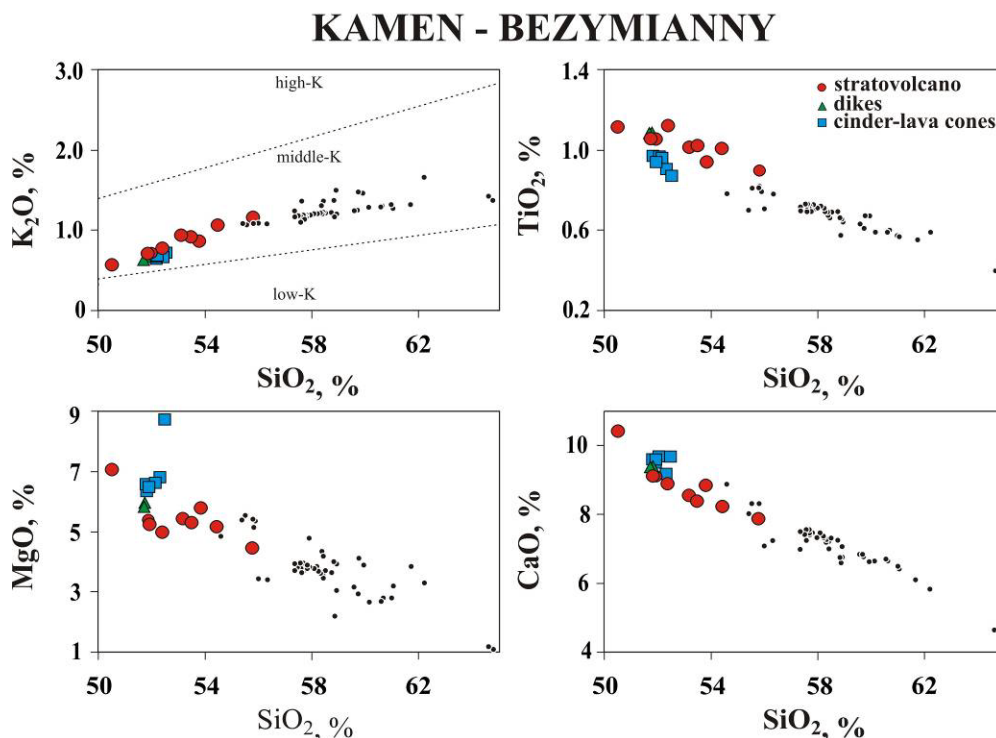 KAMEN - BEZYMIANNY
3.0
2.0
1.0
0
K2O, %
high-K
middle-K
low-K
50 54 58 62
SiO2, %
1.4
1.0
0.6
0.2
TiO2, %
stratovolcano
dikes
cinder-lava cones
50 54 58 62
SiO2, %
9
7
5
3
1
MgO, %
50 54 58 62
SiO2, %
10
8
6
4
CaO, %
50 54 58 62
SiO2, %